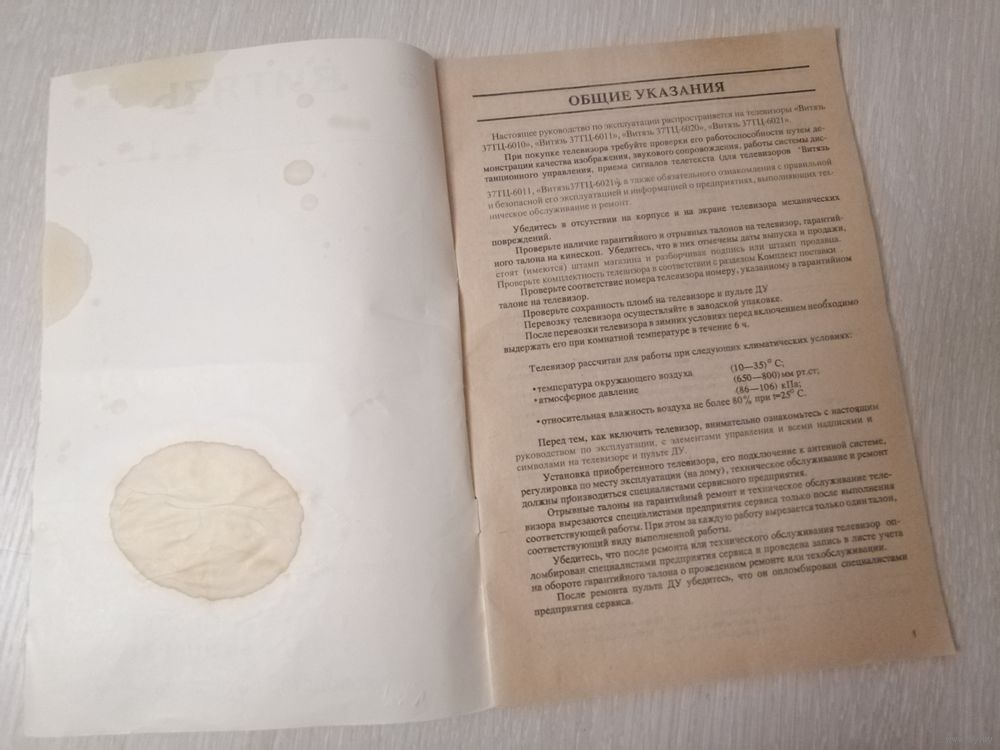 ОБЩИЕ УКАЗАНИЯ
Настоящее руководство по эксплуатации распространяется на телевизоры «Витязь
37ТЦ-6010», «Витязь 37ТЦ-6011», «Витязь 37ТЦ-6020», «Витязь 37ТЦ-6021».
При покупке телевизора требуйте проверки его работоспособности путем де-
монстрации качества изображения, звукового сопровождения, работы системы дис-
танционного управления, приема сигналов телетекста (для телевизоров "Витязь
37ТЦ-6011, «Витязь37ТЦ-6021»), а также обязательного ознакомления с правильной
и безопасной его эксплуатацией и информацией о предприятиях, выполняющих тех-
ническое обслуживание и ремонт.
Убедитесь в отсутствии на корпусе и на экране телевизора механических
повреждений.
Проверьте наличие гарантийного и отрывных талонов на телевизор, гарантий-
ного талона на кинескоп. Убедитесь, что в них отмечены даты выпуска и продажи,
стоят (имеются) штамп магазина и разборчивая подпись или штамп продавца.
Проверьте комплектность телевизора в соответствии с разделом Комплект поставки
Проверьте соответствие номера телевизора номеру, указанному в гарантийном
талоне на телевизор.
Проверьте сохранность пломб на телевизоре и пульте ДУ
Перевозку телевизора осуществляйте в заводской упаковке.
После перевозки телевизора в зимних условиях перед включением необходимо
выдержать его при комнатной температуре в течение 6 ч.
Телевизор рассчитан для работы при следующих климатических условиях:
•температура окружающего воздуха (10—35)° С;
•атмосферное давление (650—800)мм рт.ст;
(86—106) кПа;
•относительная влажность воздуха не более 80% при t=25° С.
Перед тем, как включить телевизор, внимательно ознакомьтесь с настоящим
руководством по эксплуатации, с элементами управления и всеми надписями и
символами на телевизоре и пульте ДУ.
Установка приобретенного телевизора, его подключение к антенной системе,
регулировка по месту эксплуатации (на дому), техническое обслуживание и ремонт
должны производиться специалистами сервисного предприятия.
Отрывные талоны на гарантийный ремонт и техническое обслуживание теле-
визора вырезаются специалистами предприятия сервиса только после выполнения
соответствующей работы. При этом за каждую работу вырезается только один талон,
соответствующий виду выполненной работы.
Убедитесь, что после ремонта или технического обслуживания телевизор оп-
ломбирован специалистами предприятия сервиса и проведена запись в листе учета
на обороте гарантийного талона о проведенном ремонте или техобслуживании.
После ремонта пульта ДУ убедитесь, что он опломбирован специалистами
предприятия сервиса.
1